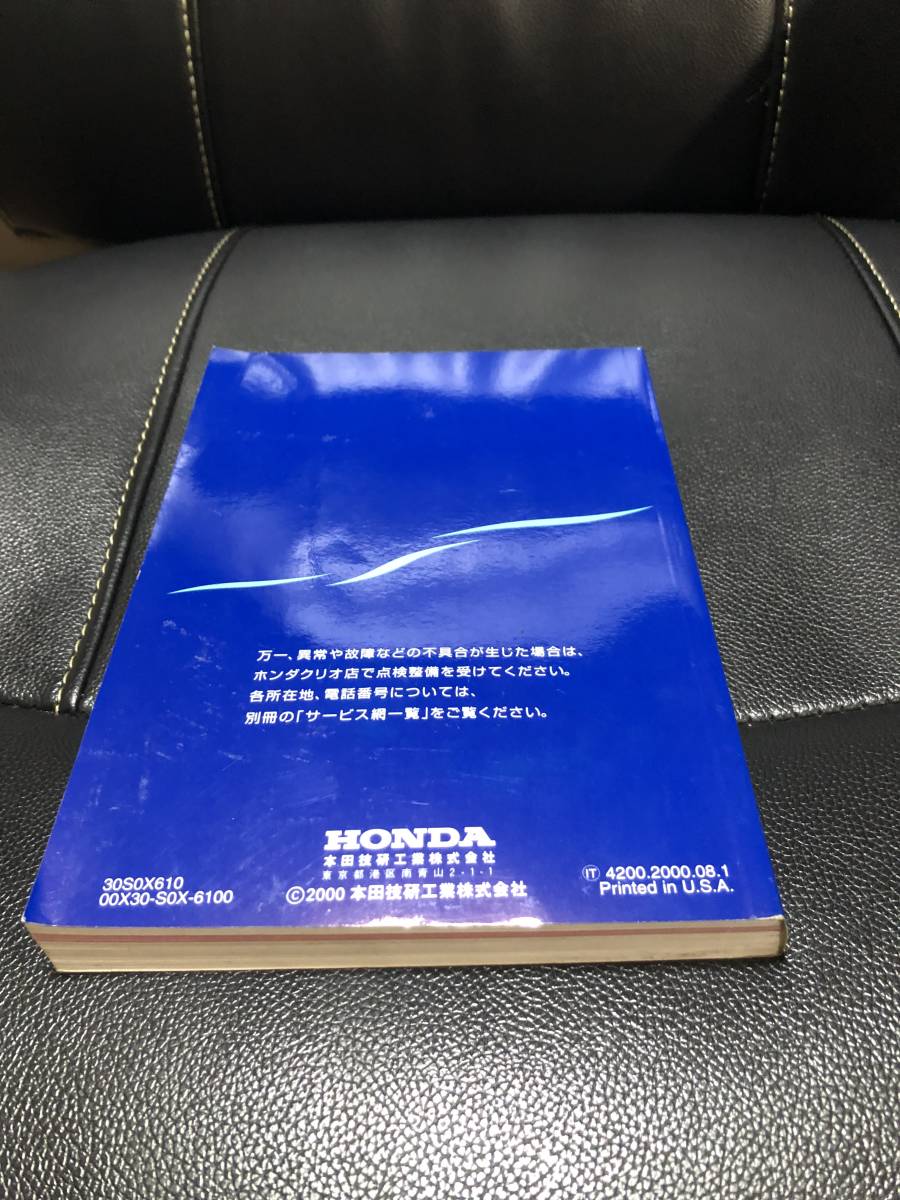 万一、異常や故障などの不具合が生じた場合は、
ホンダクリオ店で点検整備を受けてください。
各所在地、電話番号については、
別冊の「サービス網一覧」をご覧ください。
HONDA
本田技研工業株式会社
東京都港区南青山2-1-1
©2000 本田技研工業株式会社
30S0X610
00X30-S0X-6100
IT 4200.2000.08.1
Printed in U.S.A.